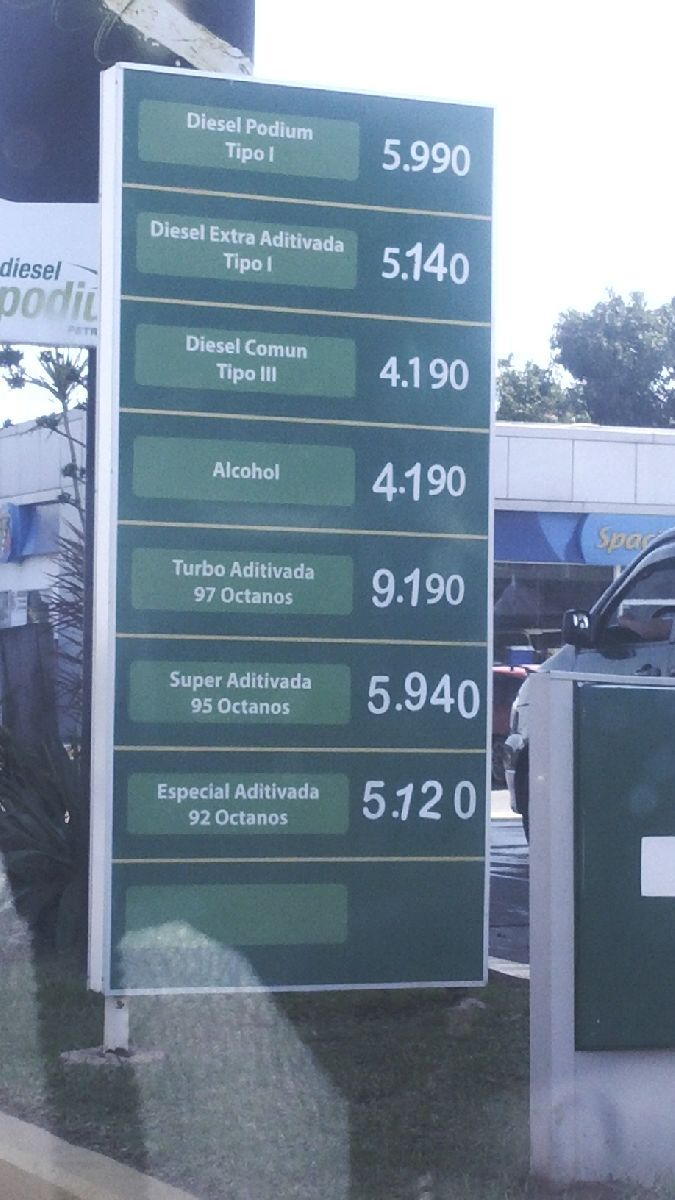 Diesel Podium
Tipo I
5.990
Diesel Extra Aditivada
Tipo I
5.140
Diesel Comun
Tipo III
4.190
Alcohol
4.190
Turbo Aditivada
97 Octanos
9.190
Super Aditivada
95 Octanos
5.940
Especial Aditivada
92 Octanos
5.120
diesel